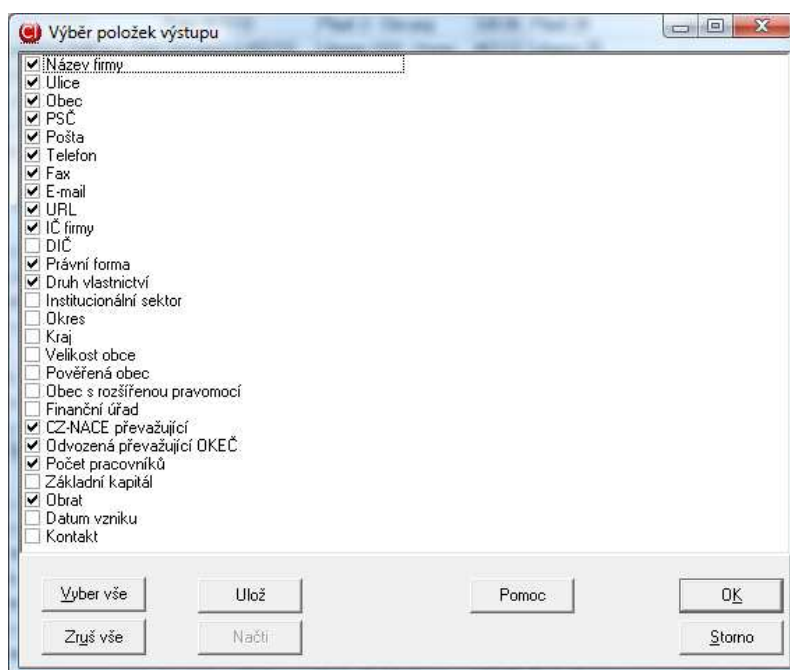 Výběr položek výstupu
Název firmy
Ulice
Obec
PSČ
Pošta
Telefon
Fax
E-mail
URL
IČ firmy
DIČ
Právní forma
Druh vlastnictví
Institucionální sektor
Okres
Kraj
Velikost obce
Pověřená obec
Obec s rozšířenou pravomocí
Finanční úřad
CZ-NACE převažující
Odvozená převažující OKEČ
Počet pracovníků
Základní kapitál
Obrat
Datum vzniku
Kontakt
Vyber vše Ulož Pomoc OK
Zruš vše Načti Storno